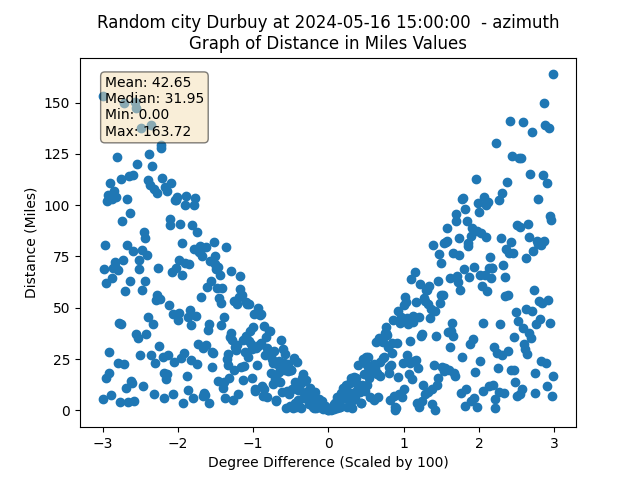 Random city Durbuy at 2024-05-16 15:00:00  - azimuth
Graph of Distance in Miles Values
Mean: 42.65
Median: 31.95
Min: 0.00
Max: 163.72
Distance (Miles)
150
125
100
75
50
25
0
−3 −2 −1 0 1 2 3
Degree Difference (Scaled by 100)